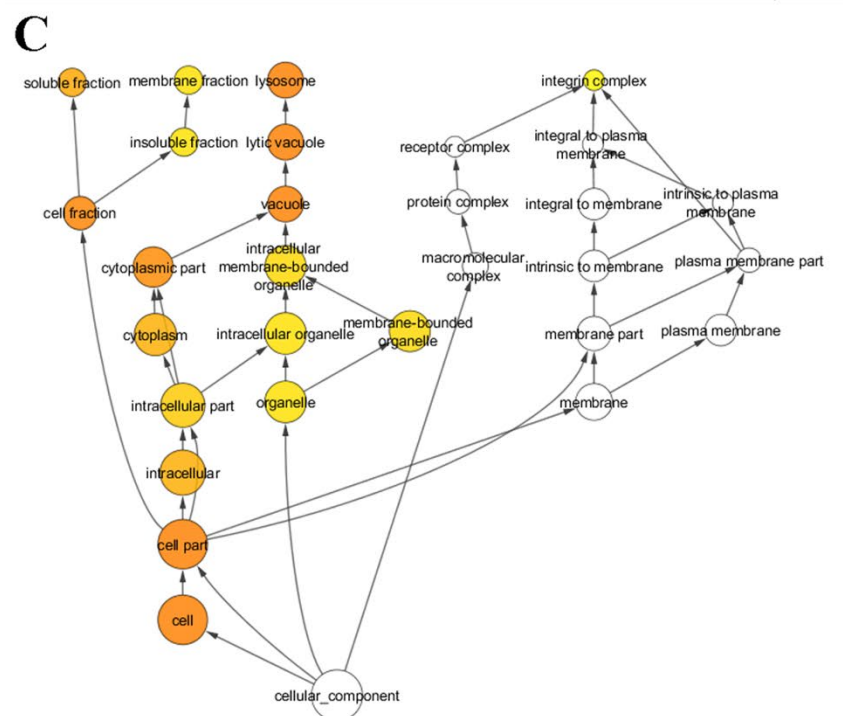 C
soluble fraction
membrane fraction
lysosome
integrin complex
insoluble fraction
lytic vacuole
receptor complex
integral to plasma
membrane
cell fraction
vacuole
protein complex
integral to membrane
intrinsic to plasma
membrane
cytoplasmic part
intracellular
membrane-bounded
organelle
macromolecular
complex
intrinsic to membrane
plasma membrane part
cytoplasm
intracellular organelle
membrane-bounded
organelle
membrane part
plasma membrane
intracellular part
organelle
membrane
intracellular
cell part
cell
cellular_component